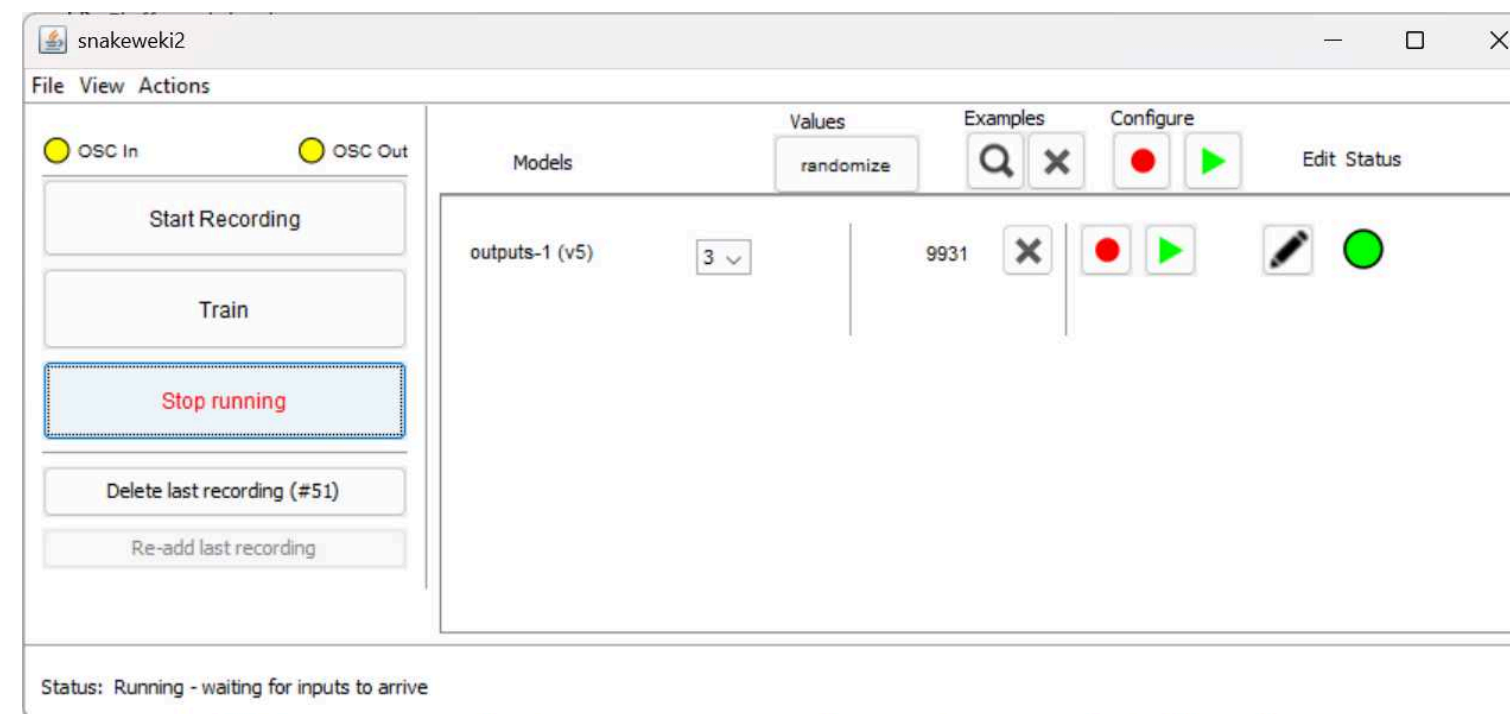 snakeweki2
File View Actions
OSC In OSC Out
Start Recording
Train
Stop running
Delete last recording (#51)
Re-add last recording
Models
Values
randomize
Examples
Configure
Edit Status
outputs-1 (v5)
3
9931
Status: Running - waiting for inputs to arrive